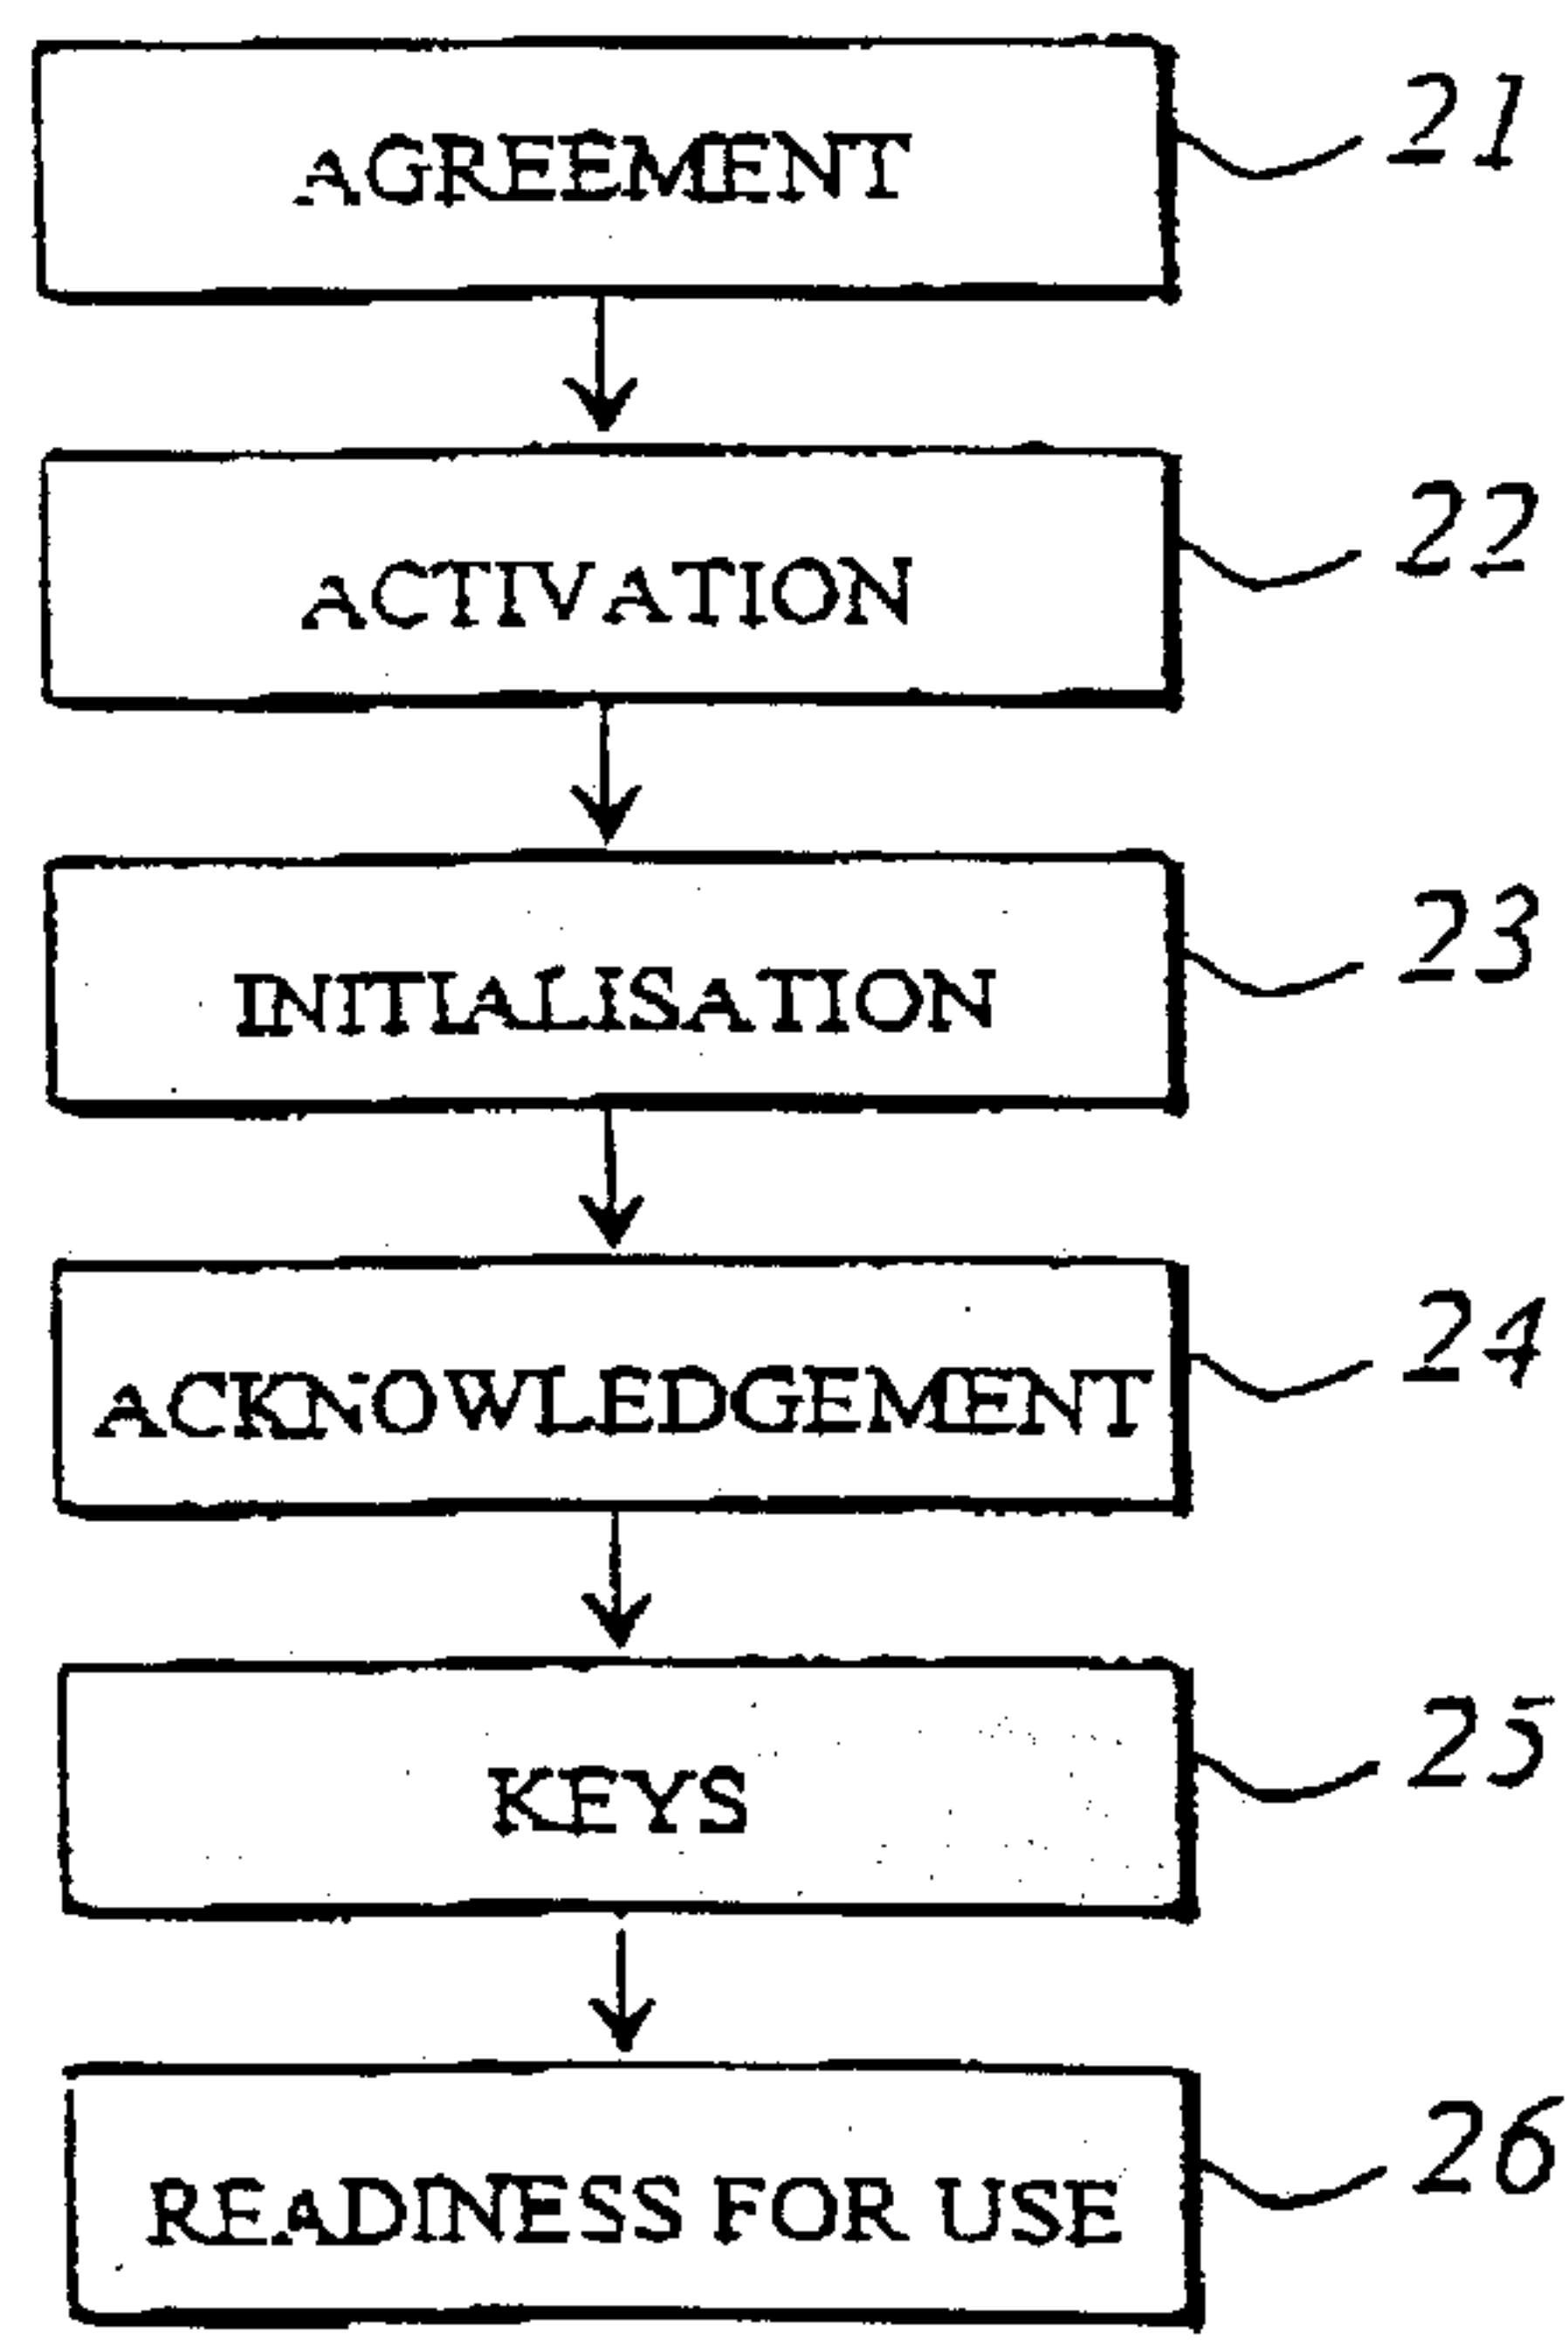 AGREEMENT 21
ACTIVATION 22
INITIALISATION 23
ACKNOWLEDGEMENT 24
KEYS 25
READINESS FOR USE 26